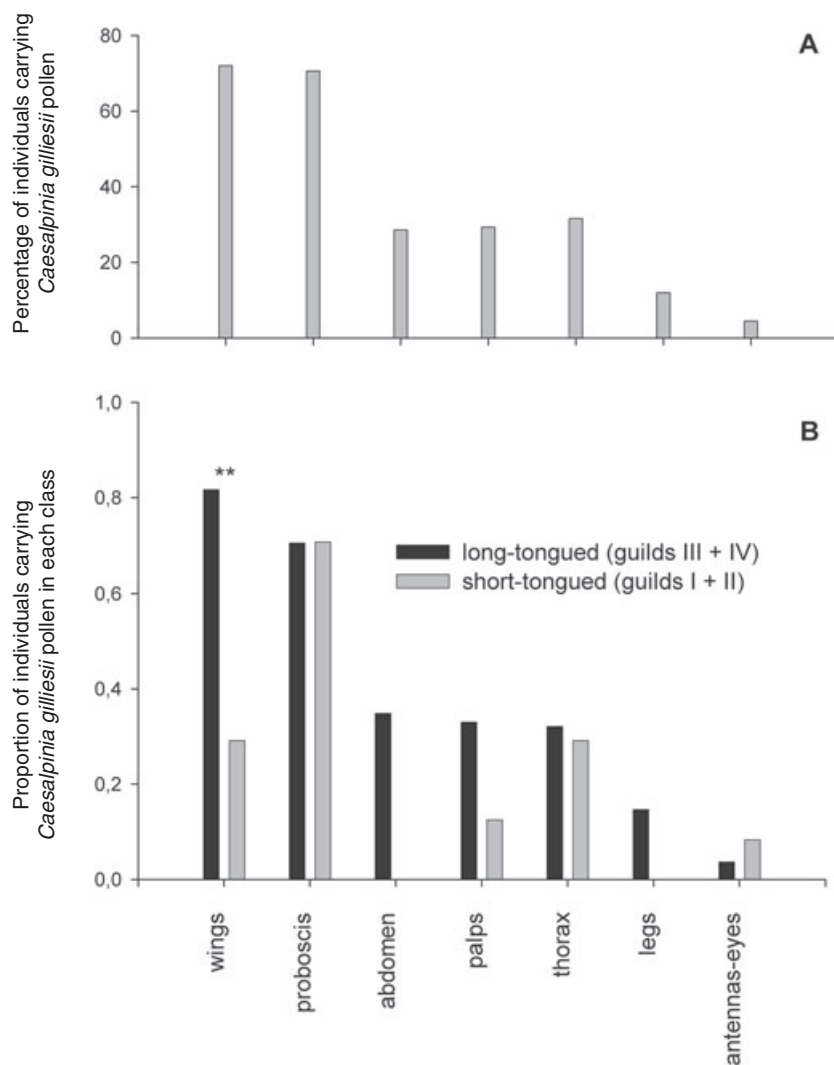 Percentage of individuals carrying
Caesalpinia gilliesii pollen
80
60
40
20
0
A
Proportion of individuals carrying
Caesalpinia gilliesii pollen in each class
1,0
0,8
0,6
0,4
0,2
0,0
B
**
long-tongued (guilds III + IV)
short-tongued (guilds I + II)
wings
proboscis
abdomen
palps
thorax
legs
antennas-eyes